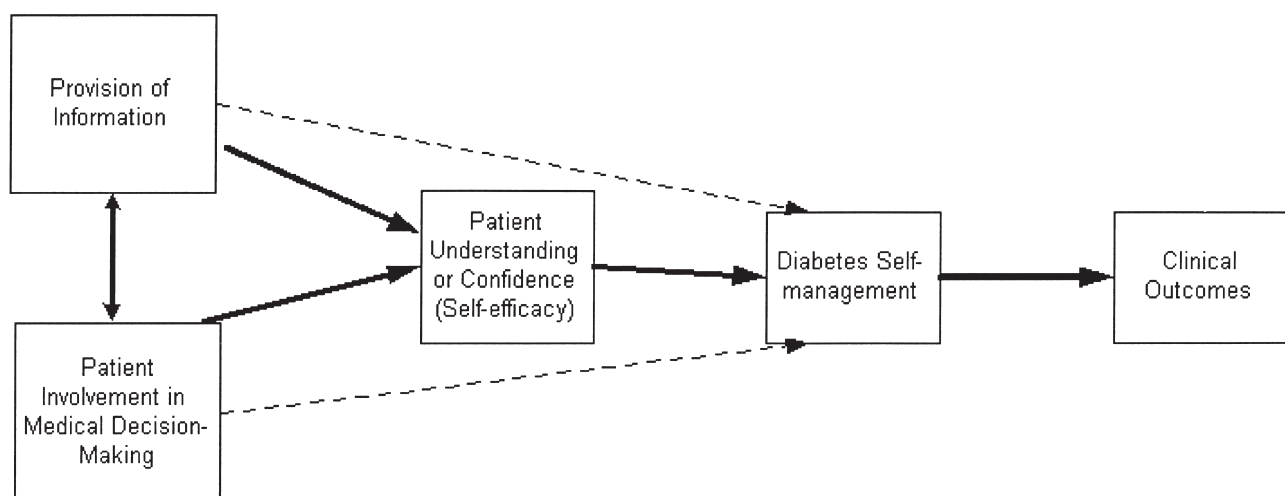 Provision of
Information
Patient
Involvement in
Medical Decision-
Making
Patient
Understanding
or Confidence
(Self-efficacy)
Diabetes Self-
management
Clinical
Outcomes